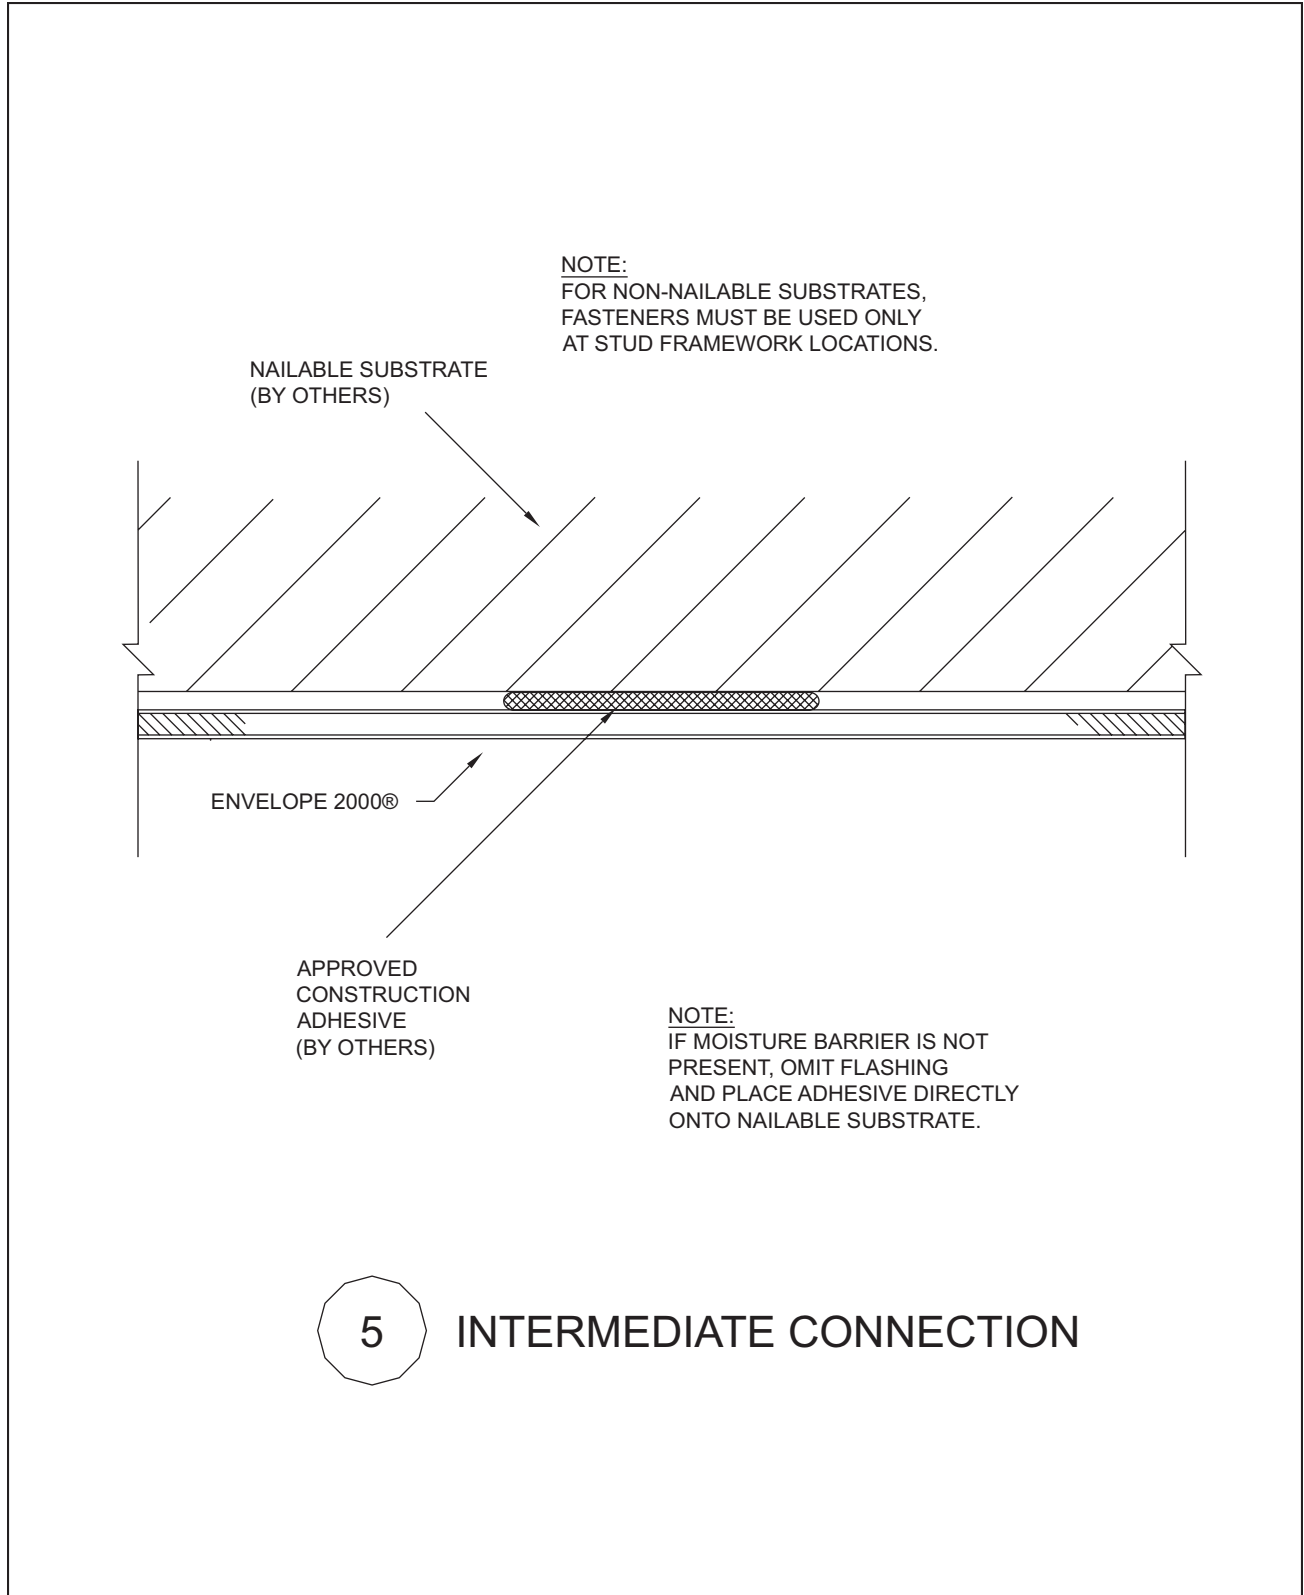 NOTE:
FOR NON-NAILABLE SUBSTRATES,
FASTENERS MUST BE USED ONLY
AT STUD FRAMEWORK LOCATIONS.
NAILABLE SUBSTRATE
(BY OTHERS)
ENVELOPE 2000®
APPROVED
CONSTRUCTION
ADHESIVE
(BY OTHERS)
NOTE:
IF MOISTURE BARRIER IS NOT
PRESENT, OMIT FLASHING
AND PLACE ADHESIVE DIRECTLY
ONTO NAILABLE SUBSTRATE.
5 INTERMEDIATE CONNECTION